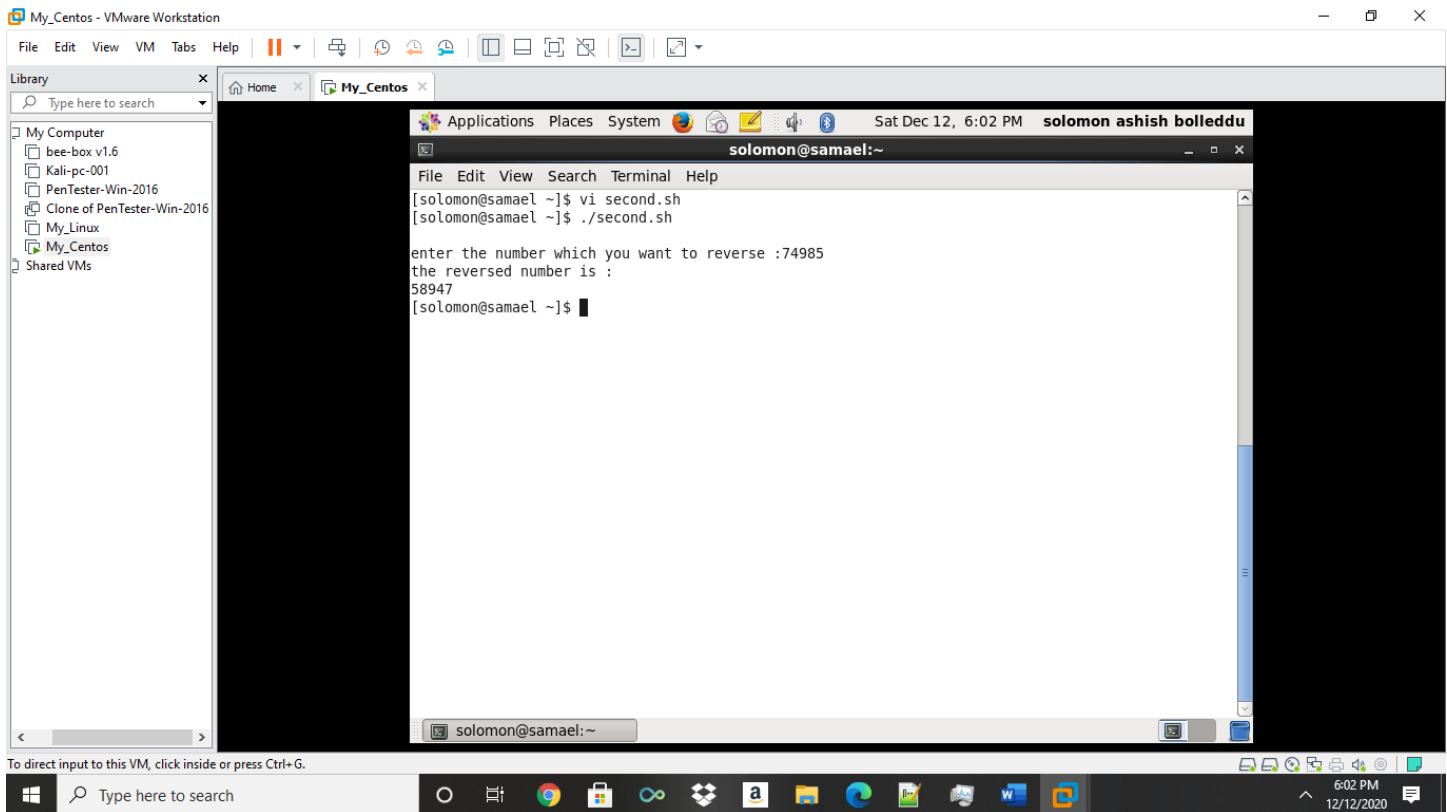 My_Centos - VMware Workstation
File Edit View VM Tabs Help
Library
Home
My_Centos
Type here to search
My Computer
bee-box v1.6
Kali-pc-001
PenTester-Win-2016
Clone of PenTester-Win-2016
My_Linux
My_Centos
Shared VMs
Applications Places System Sat Dec 12, 6:02 PM solomon ashish bolleddu
solomon@samael:~
File Edit View Search Terminal Help
[solomon@samael ~]$ vi second.sh
[solomon@samael ~]$ ./second.sh
enter the number which you want to reverse :74985
the reversed number is :
58947
[solomon@samael ~]$
solomon@samael:~
To direct input to this VM, click inside or press Ctrl+G.
Type here to search
a
W
6:02 PM
12/12/2020